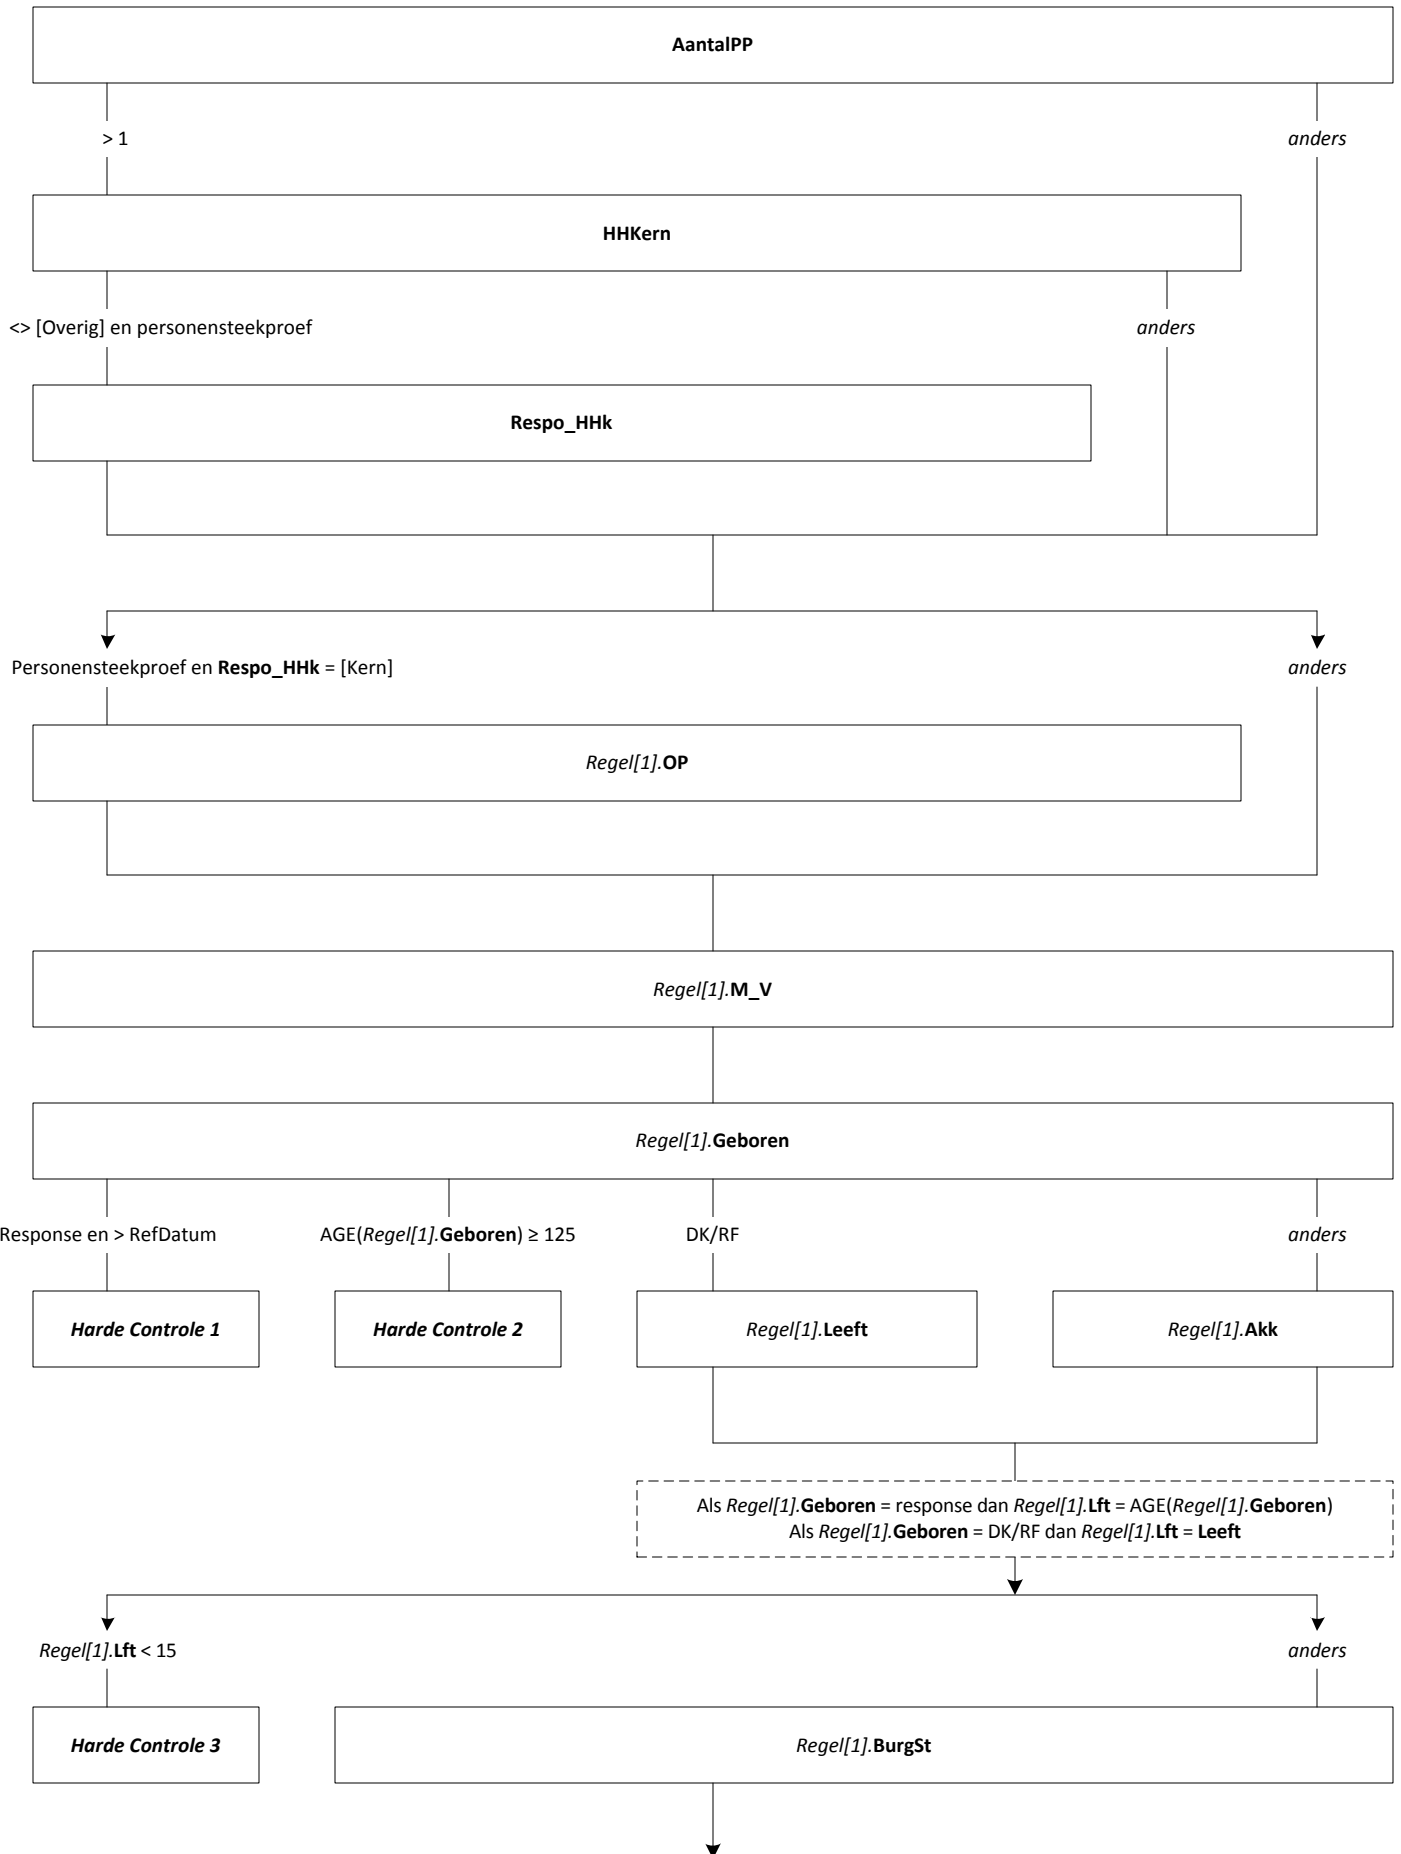 AantalPP
> 1
anders
HHKern
<> [Overig] en personensteekproef
anders
Respo_HHk
Personensteekproef en Respo_HHk = [Kern]
anders
Regel[1].OP
Regel[1].M_V
Regel[1].Geboren
Response en > RefDatum
AGE(Regel[1].Geboren) ≥ 125
DK/RF
anders
Harde Controle 1
Harde Controle 2
Regel[1].Leeft
Regel[1].Akk
Als Regel[1].Geboren = response dan Regel[1].Lft = AGE(Regel[1].Geboren)
Als Regel[1].Geboren = DK/RF dan Regel[1].Lft = Leeft
Regel[1].Lft < 15
anders
Harde Controle 3
Regel[1].BurgSt